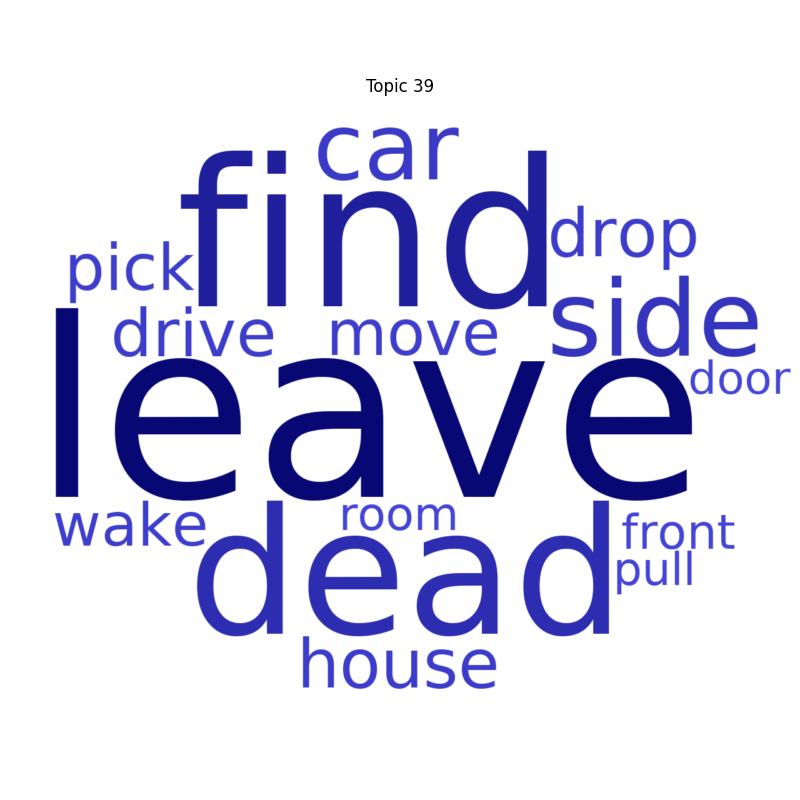 Topic 39
car
find
drop
pick
side
drive move
door
leave
wake
room
front
dead
pull
house